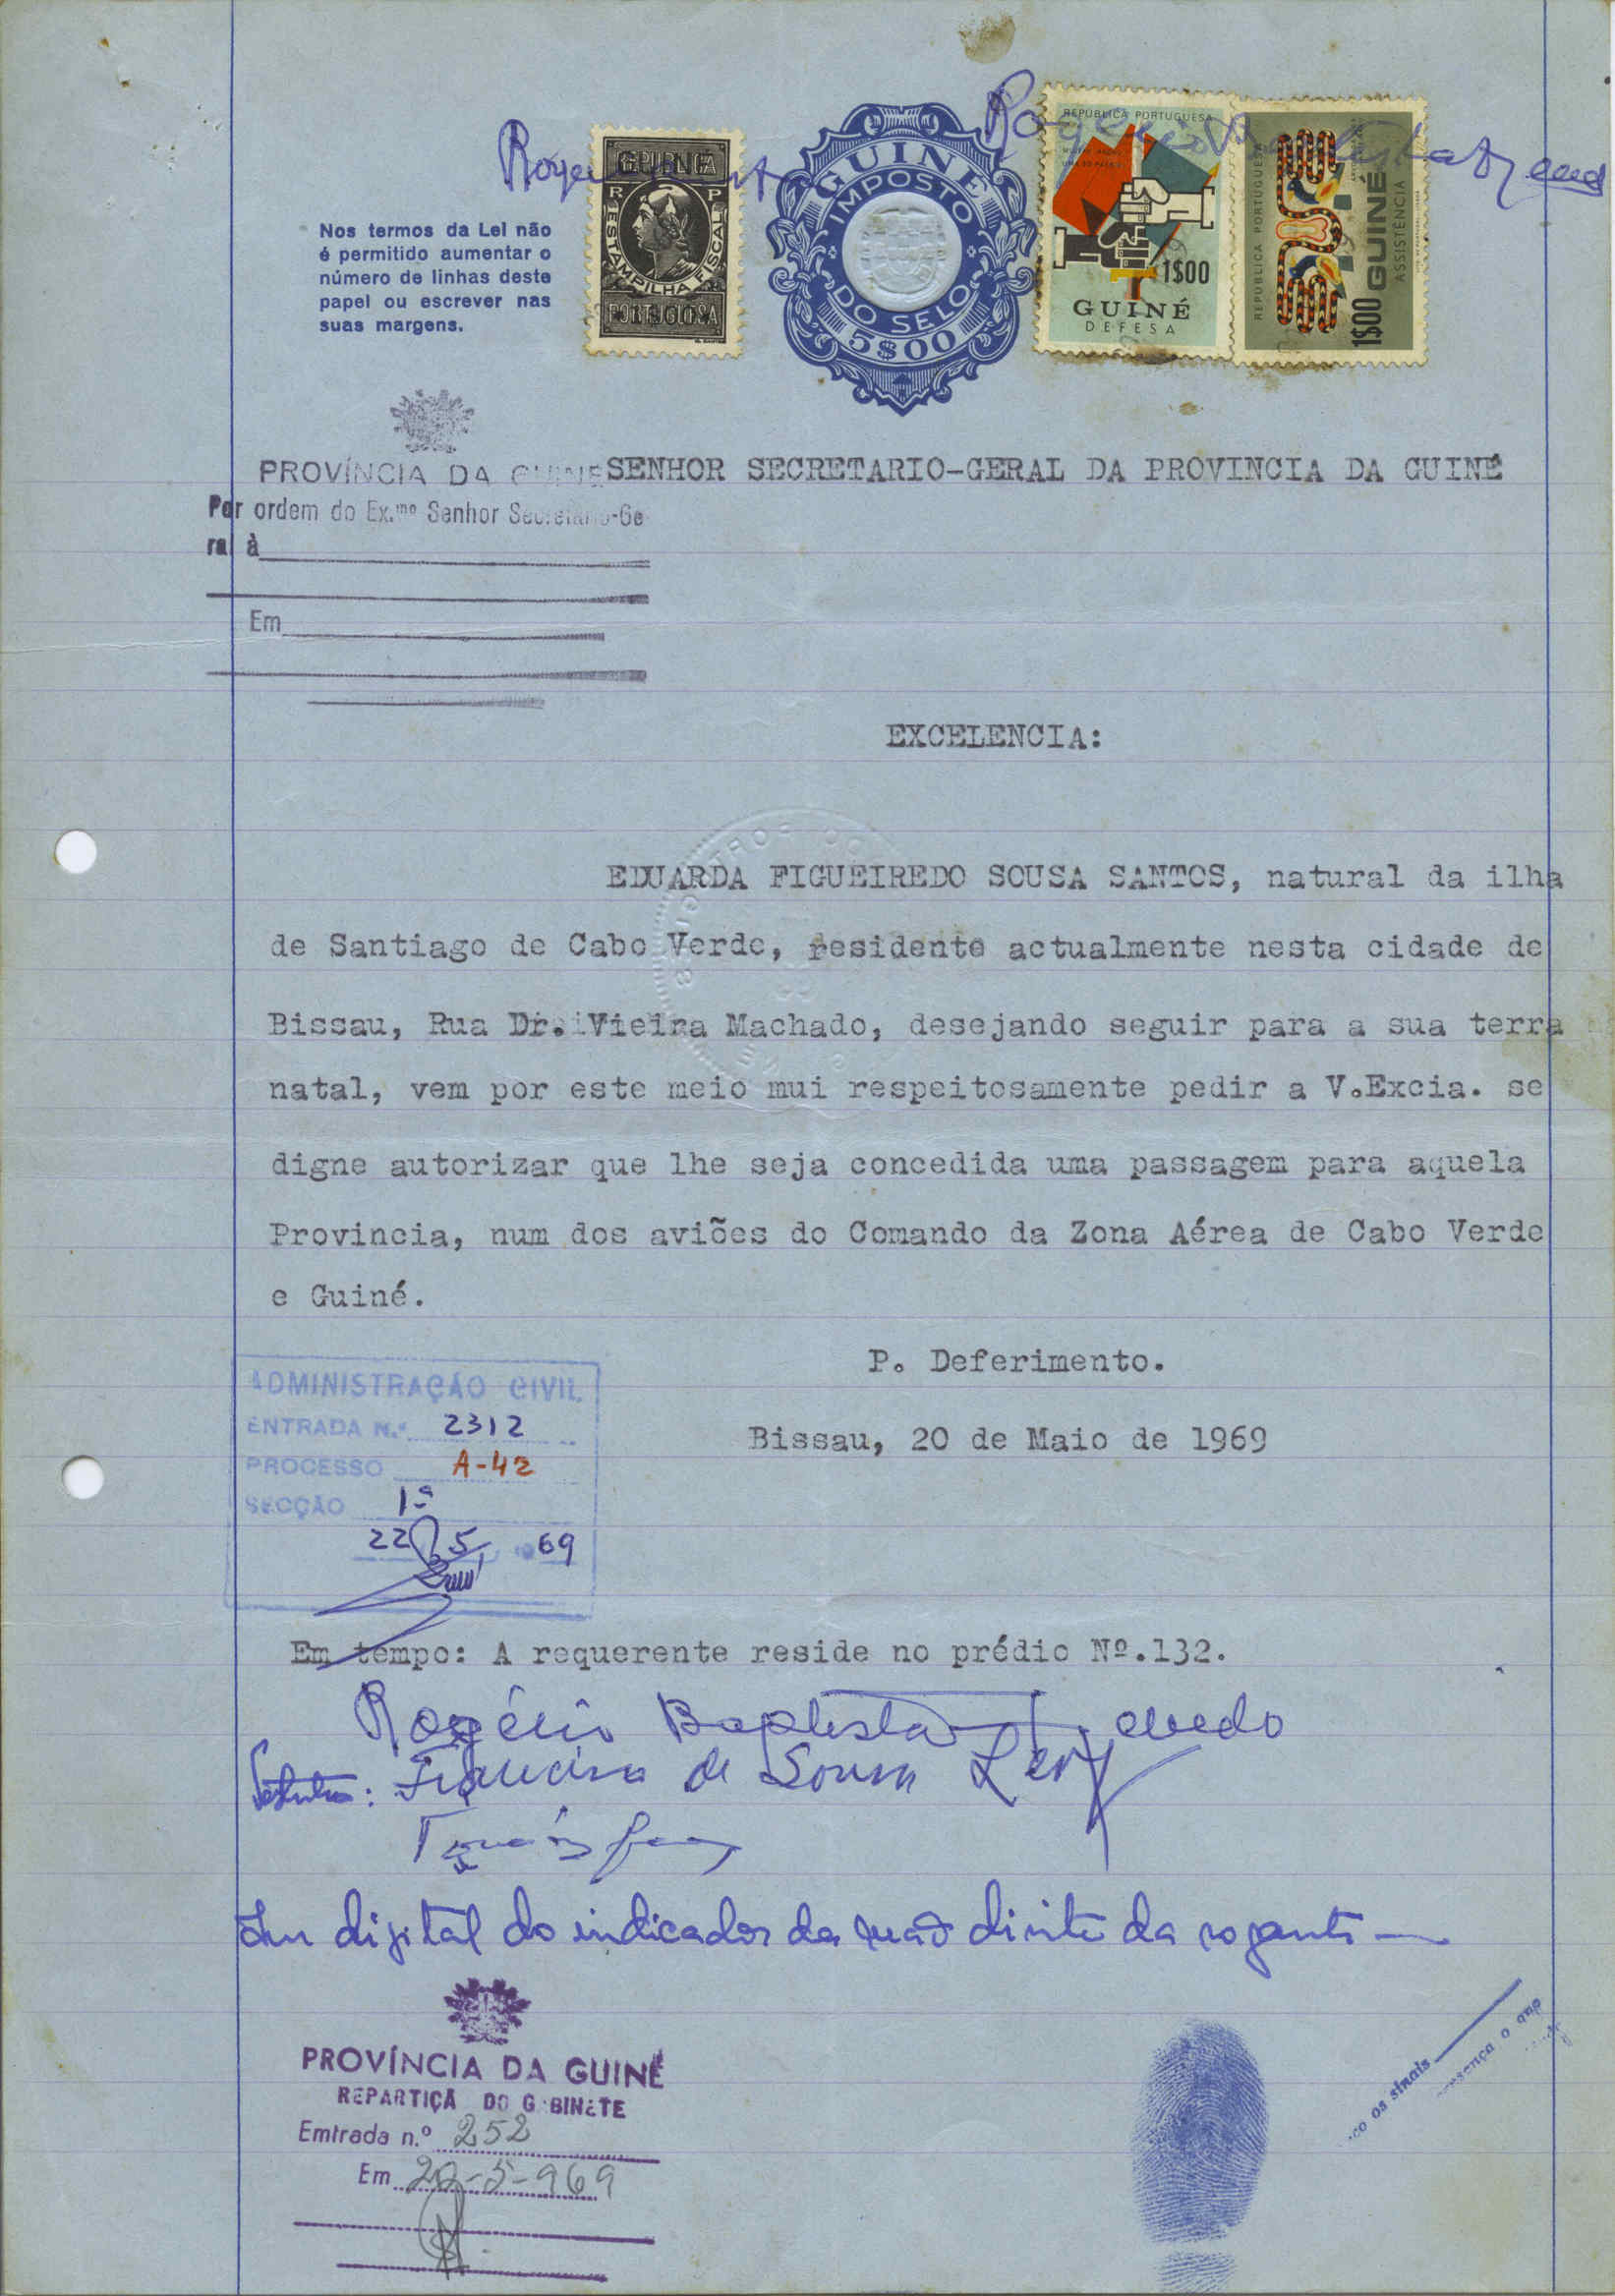 Nos termos da Lei não
é permitido aumentar o
número de linhas deste
papel ou escrever nas
suas margens.
GUINÉ
R P
ESTAMPILHA FISCAL
PORTUGUESA
GUINÉ
IMPOSTO
DO SELO
5$00
REPÚBLICA PORTUGUESA
1$00
GUINÉ
DEFESA
REPÚBLICA PORTUGUESA
1$00 GUINÉ
ASSISTÊNCIA
PROVÍNCIA DA GUINÉ
SENHOR SECRETARIO-GERAL DA PROVINCIA DA GUINÉ
Por ordem do Ex.mo Senhor Secretário-Ge-
ral à
Em
EXCELENCIA:
EDUARDA FIGUEIREDO SOUSA SANTOS, natural da ilha
de Santiago de Cabo Verde, residente actualmente nesta cidade de
Bissau, Rua Dr. Vieira Machado, desejando seguir para a sua terra
natal, vem por este meio mui respeitosamente pedir a V.Excia. se
digne autorizar que lhe seja concedida uma passagem para aquela
Provincia, num dos aviões do Comando da Zona Aérea de Cabo Verde
e Guiné.
P. Deferimento.
Bissau, 20 de Maio de 1969
ADMINISTRAÇÃO CIVIL
ENTRADA N.º 2312
PROCESSO A-42
SECÇÃO 1ª
22 5 69
Em tempo: A requerente reside no prédio Nº.132.
Rogério Baptista Azevedo
Francisco de Sousa
digital do indicador da mão direita da rogante —
PROVÍNCIA DA GUINÉ
REPARTIÇÃ DO GABINETE
Emtrada n.º 252
Em 22-5-969
os sinais